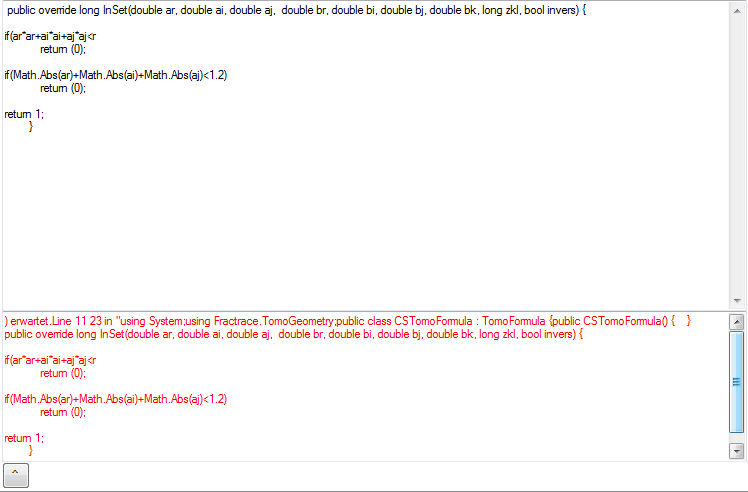 public override long InSet(double ar, double ai, double aj,  double br, double bi, double bj, double bk, long zkl, bool invers) {
if(ar*ar+ai*ai+aj*aj<r
return (0);
if(Math.Abs(ar)+Math.Abs(ai)+Math.Abs(aj)<1.2)
return (0);
return 1;
}
) erwartet.Line 11 23 in "using System;using Fractrace.TomoGeometry;public class CSTomoFormula : TomoFormula {public CSTomoFormula() {    }
public override long InSet(double ar, double ai, double aj,  double br, double bi, double bj, double bk, long zkl, bool invers) {
if(ar*ar+ai*ai+aj*aj<r
return (0);
if(Math.Abs(ar)+Math.Abs(ai)+Math.Abs(aj)<1.2)
return (0);
return 1;
}
^